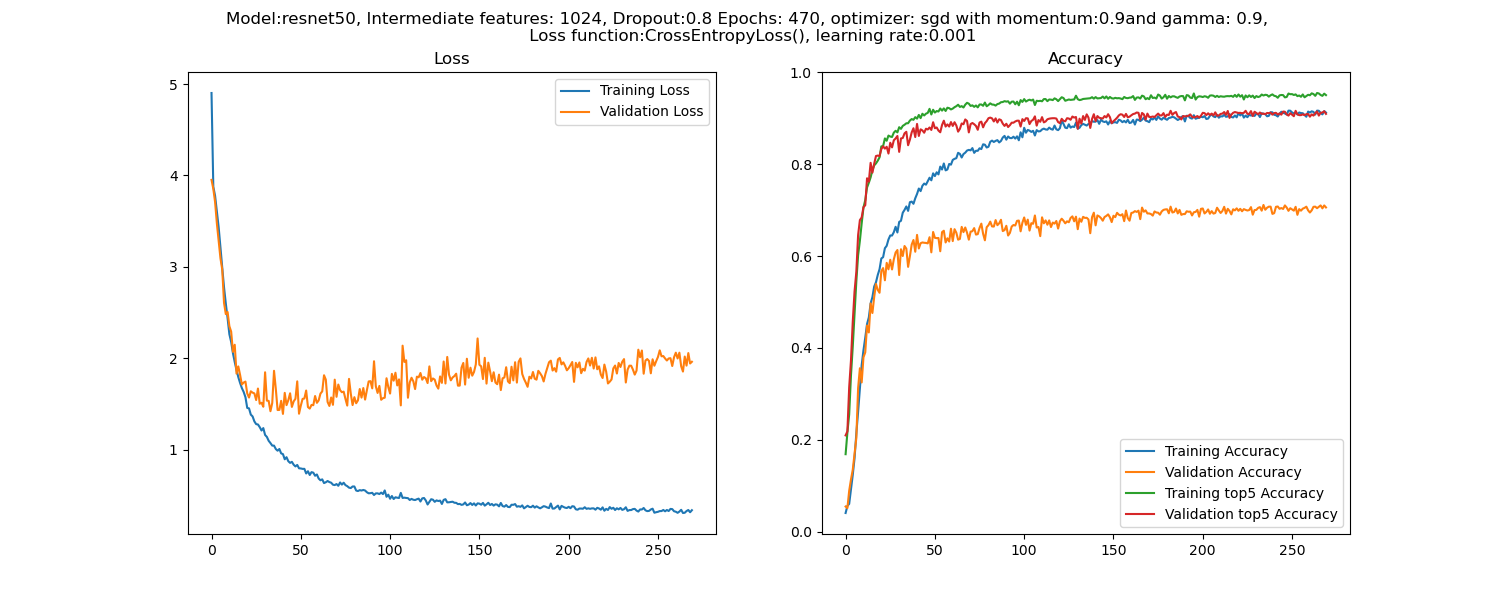 Model:resnet50, Intermediate features: 1024, Dropout:0.8 Epochs: 470, optimizer: sgd with momentum:0.9and gamma: 0.9,
Loss function:CrossEntropyLoss(), learning rate:0.001
Loss
5
4
3
2
1
0
50
100
150
200
250
Training Loss
Validation Loss
Accuracy
1.0
0.8
0.6
0.4
0.2
0.0
0
50
100
150
200
250
Training Accuracy
Validation Accuracy
Training top5 Accuracy
Validation top5 Accuracy